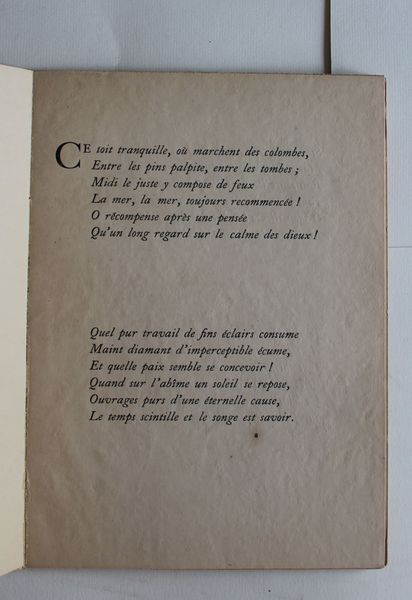 CE toit tranquille, où marchent des colombes,
Entre les pins palpite, entre les tombes ;
Midi le juste y compose de feux
La mer, la mer, toujours recommencée !
O récompense après une pensée
Qu'un long regard sur le calme des dieux !
Quel pur travail de fins éclairs consume
Maint diamant d'imperceptible écume,
Et quelle paix semble se concevoir !
Quand sur l'abîme un soleil se repose,
Ouvrages purs d'une éternelle cause,
Le temps scintille et le songe est savoir.